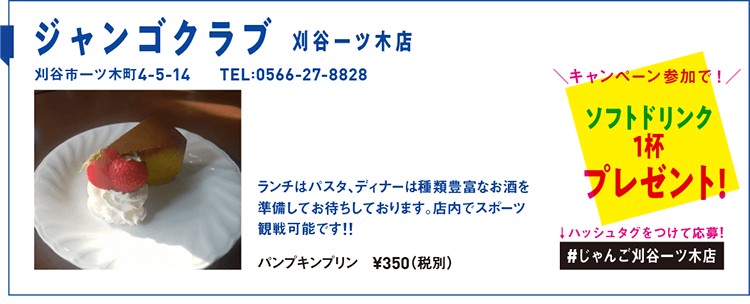 ジャンゴクラブ 刈谷一ツ木店
刈谷市一ツ木町4-5-14 TEL:0566-27-8828
ランチはパスタ、ディナーは種類豊富なお酒を
準備してお待ちしております。店内でスポーツ
観戦可能です!!
パンプキンプリン ¥350(税別)
＼キャンペーン参加で！／
ソフトドリンク
1杯
プレゼント!
↓ハッシュタグをつけて応募!
#じゃんご刈谷一ツ木店